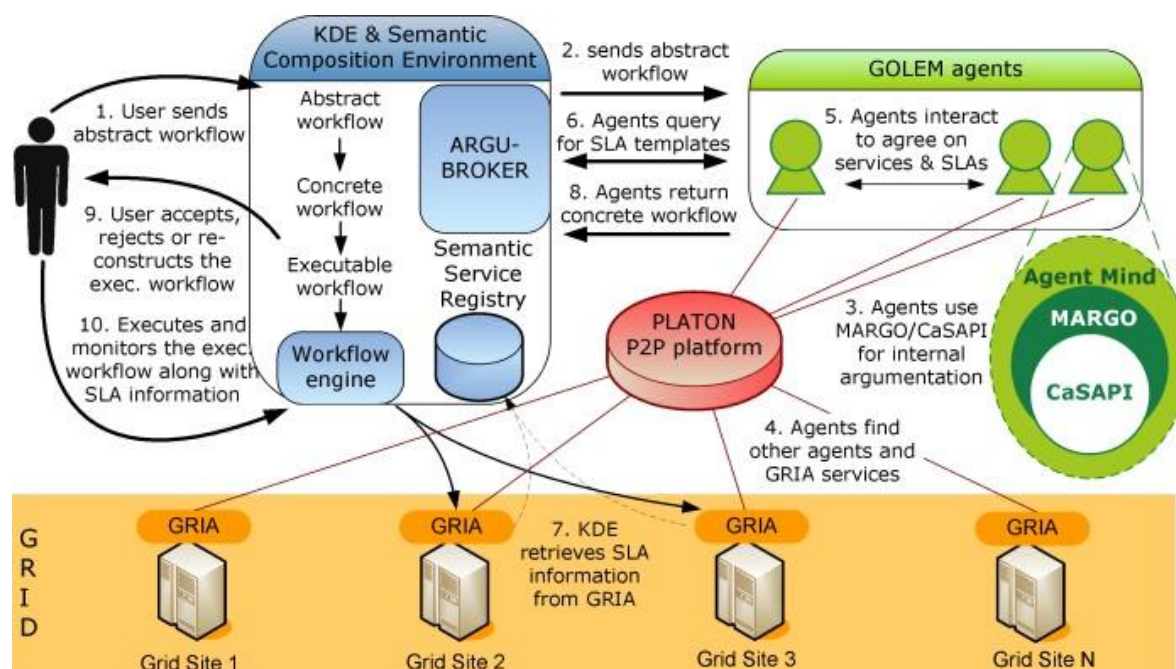 KDE & Semantic
Composition Environment
1. User sends
abstract workflow
Abstract
workflow
Concrete
workflow
Executable
workflow
Workflow
engine
ARGU-
BROKER
Semantic
Service
Registry
9. User accepts,
rejects or re-
constructs the
exec. workflow
10. Executes and
monitors the exec.
workflow along with
SLA information
2. sends abstract
workflow
6. Agents query
for SLA templates
8. Agents return
concrete workflow
GOLEM agents
5. Agents interact
to agree on
services & SLAs
PLATON
P2P platform
3. Agents use
MARGO/CaSAPI
for internal
argumentation
Agent Mind
MARGO
CaSAPI
4. Agents find
other agents and
GRIA services
GRID
GRIA
GRIA
GRIA
GRIA
7. KDE
retrieves SLA
information
from GRIA
Grid Site 1
Grid Site 2
Grid Site 3
Grid Site N